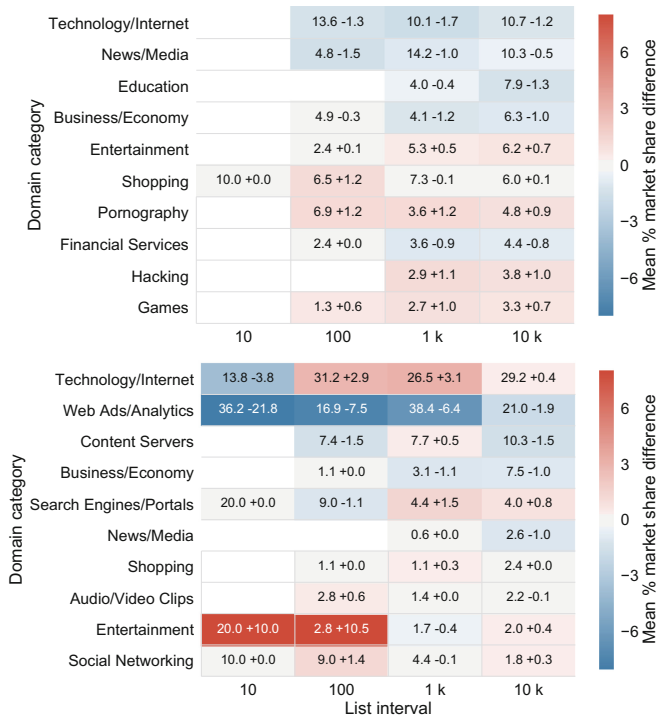 Technology/Internet 13.6 -1.3 10.1 -1.7 10.7 -1.2
News/Media 4.8 -1.5 14.2 -1.0 10.3 -0.5
Education 4.0 -0.4 7.9 -1.3
Business/Economy 4.9 -0.3 4.1 -1.2 6.3 -1.0
Entertainment 2.4 +0.1 5.3 +0.5 6.2 +0.7
Shopping 10.0 +0.0 6.5 +1.2 7.3 -0.1 6.0 +0.1
Pornography 6.9 +1.2 3.6 +1.2 4.8 +0.9
Financial Services 2.4 +0.0 3.6 -0.9 4.4 -0.8
Hacking 2.9 +1.1 3.8 +1.0
Games 1.3 +0.6 2.7 +1.0 3.3 +0.7
10 100 1 k 10 k
Domain category
6
3
0
−3
−6
Mean % market share difference
Technology/Internet 13.8 -3.8 31.2 +2.9 26.5 +3.1 29.2 +0.4
Web Ads/Analytics 36.2 -21.8 16.9 -7.5 38.4 -6.4 21.0 -1.9
Content Servers 7.4 -1.5 7.7 +0.5 10.3 -1.5
Business/Economy 1.1 +0.0 3.1 -1.1 7.5 -1.0
Search Engines/Portals 20.0 +0.0 9.0 -1.1 4.4 +1.5 4.0 +0.8
News/Media 0.6 +0.0 2.6 -1.0
Shopping 1.1 +0.0 1.1 +0.3 2.4 +0.0
Audio/Video Clips 2.8 +0.6 1.4 +0.0 2.2 -0.1
Entertainment 20.0 +10.0 2.8 +10.5 1.7 -0.4 2.0 +0.4
Social Networking 10.0 +0.0 9.0 +1.4 4.4 -0.1 1.8 +0.3
10 100 1 k 10 k
List interval
Domain category
6
3
0
−3
−6
Mean % market share difference